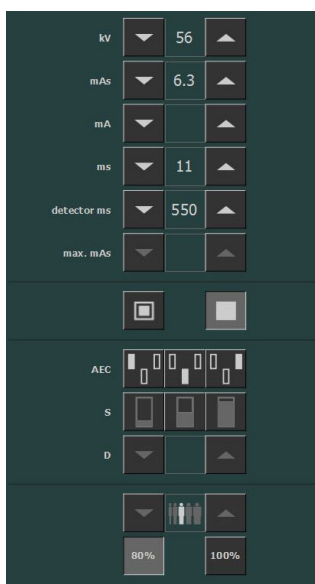 kV 56
mAs 6.3
mA
ms 11
detector ms 550
max. mAs
AEC
S
D
80% 100%